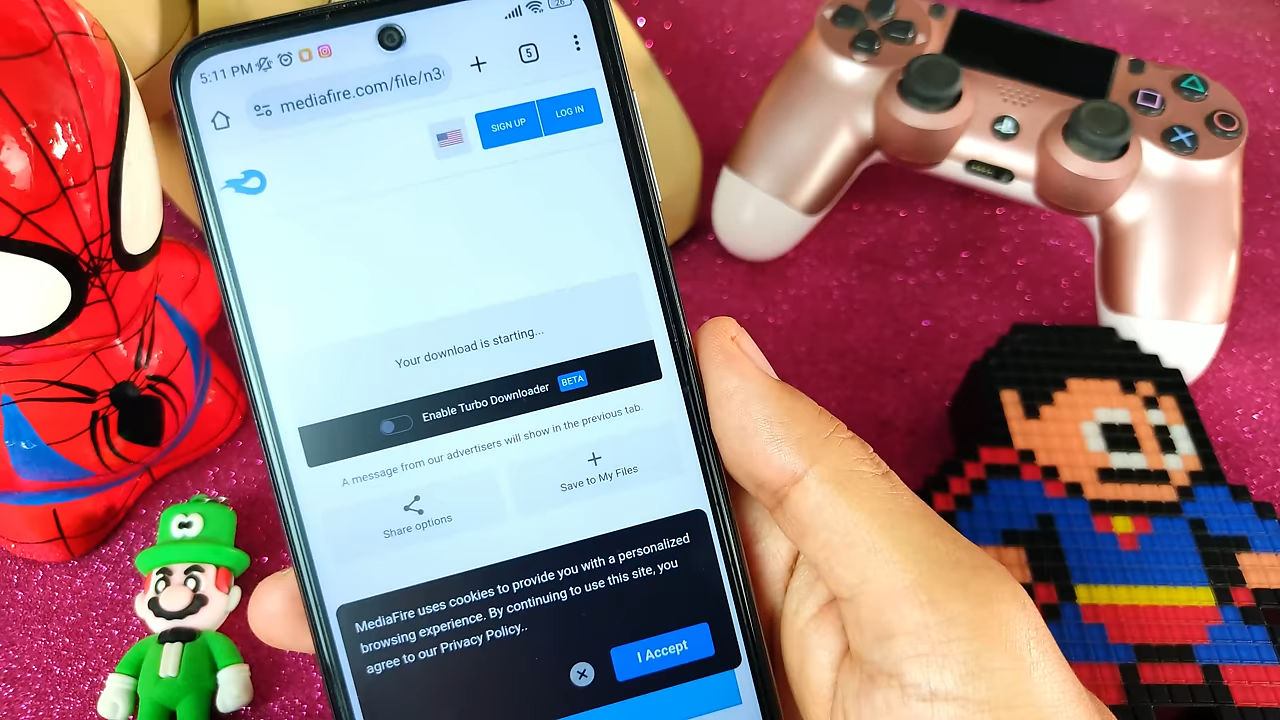 5:11 PM
26
mediafire.com/file/n3
5
SIGN UP
LOG IN
Your download is starting...
Enable Turbo Downloader BETA
A message from our advertisers will show in the previous tab.
Share options
Save to My Files
MediaFire uses cookies to provide you with a personalized
browsing experience. By continuing to use this site, you
agree to our Privacy Policy..
I Accept